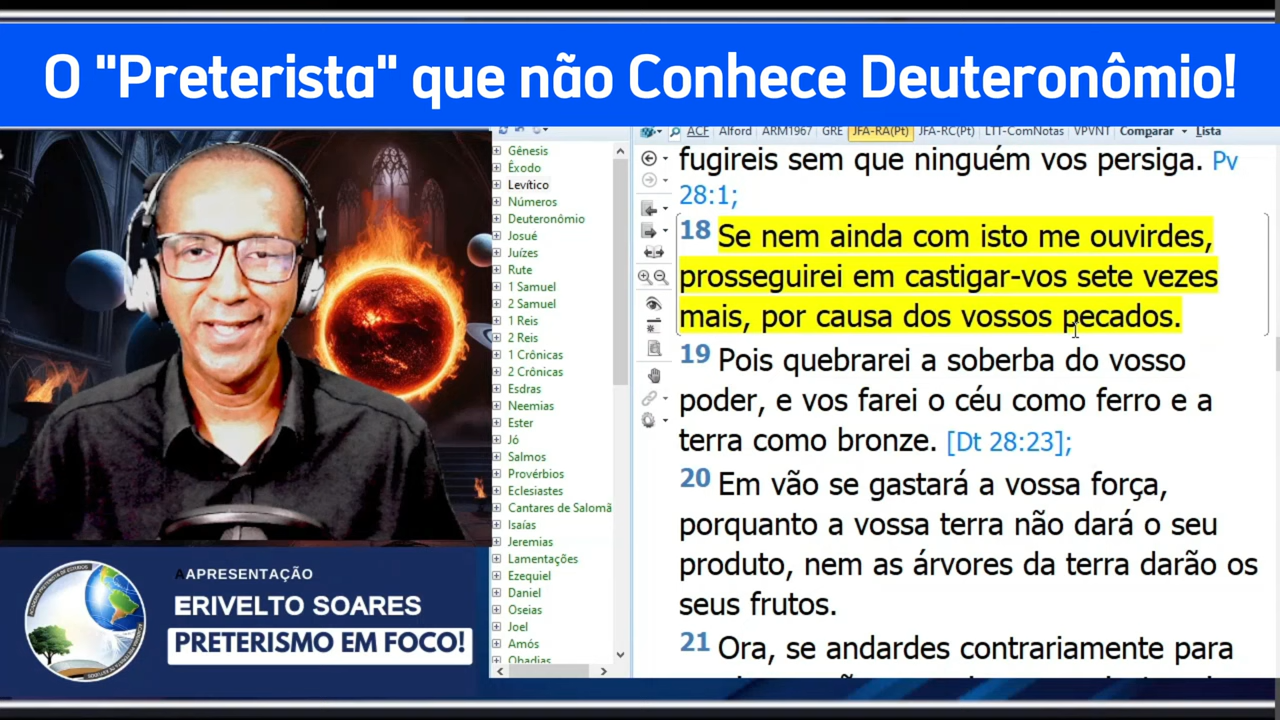 O "Preterista" que não Conhece Deuteronômio!
ACF Alford ARM1967 GRE JFA-RA(Pt) JFA-RC(Pt) LTT-ComNotas VPVNT Comparar Lista
Gênesis
Êxodo
Levítico
Números
Deuteronômio
Josué
Juízes
Rute
1 Samuel
2 Samuel
1 Reis
2 Reis
1 Crônicas
2 Crônicas
Esdras
Neemias
Ester
Jó
Salmos
Provérbios
Eclesiastes
Cantares de Salomã
Isaías
Jeremias
Lamentações
Ezequiel
Daniel
Oseias
Joel
Amós
Obadias
fugireis sem que ninguém vos persiga. Pv
28:1;
18 Se nem ainda com isto me ouvirdes,
prosseguirei em castigar-vos sete vezes
mais, por causa dos vossos pecados.
19 Pois quebrarei a soberba do vosso
poder, e vos farei o céu como ferro e a
terra como bronze. [Dt 28:23];
20 Em vão se gastará a vossa força,
porquanto a vossa terra não dará o seu
produto, nem as árvores da terra darão os
seus frutos.
21 Ora, se andardes contrariamente para
AAPRESENTAÇÃO
ERIVELTO SOARES
PRETERISMO EM FOCO!